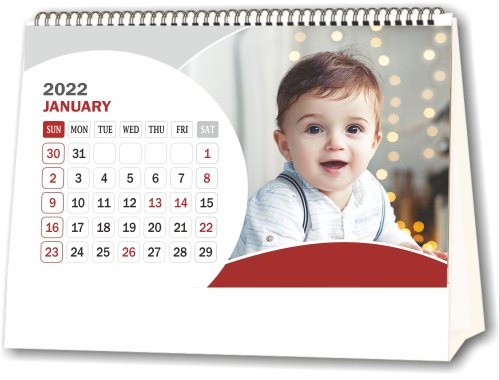 2022
JANUARY
SUN MON TUE WED THU FRI SAT
30 31 1
2 3 4 5 6 7 8
9 10 11 12 13 14 15
16 17 18 19 20 21 22
23 24 25 26 27 28 29